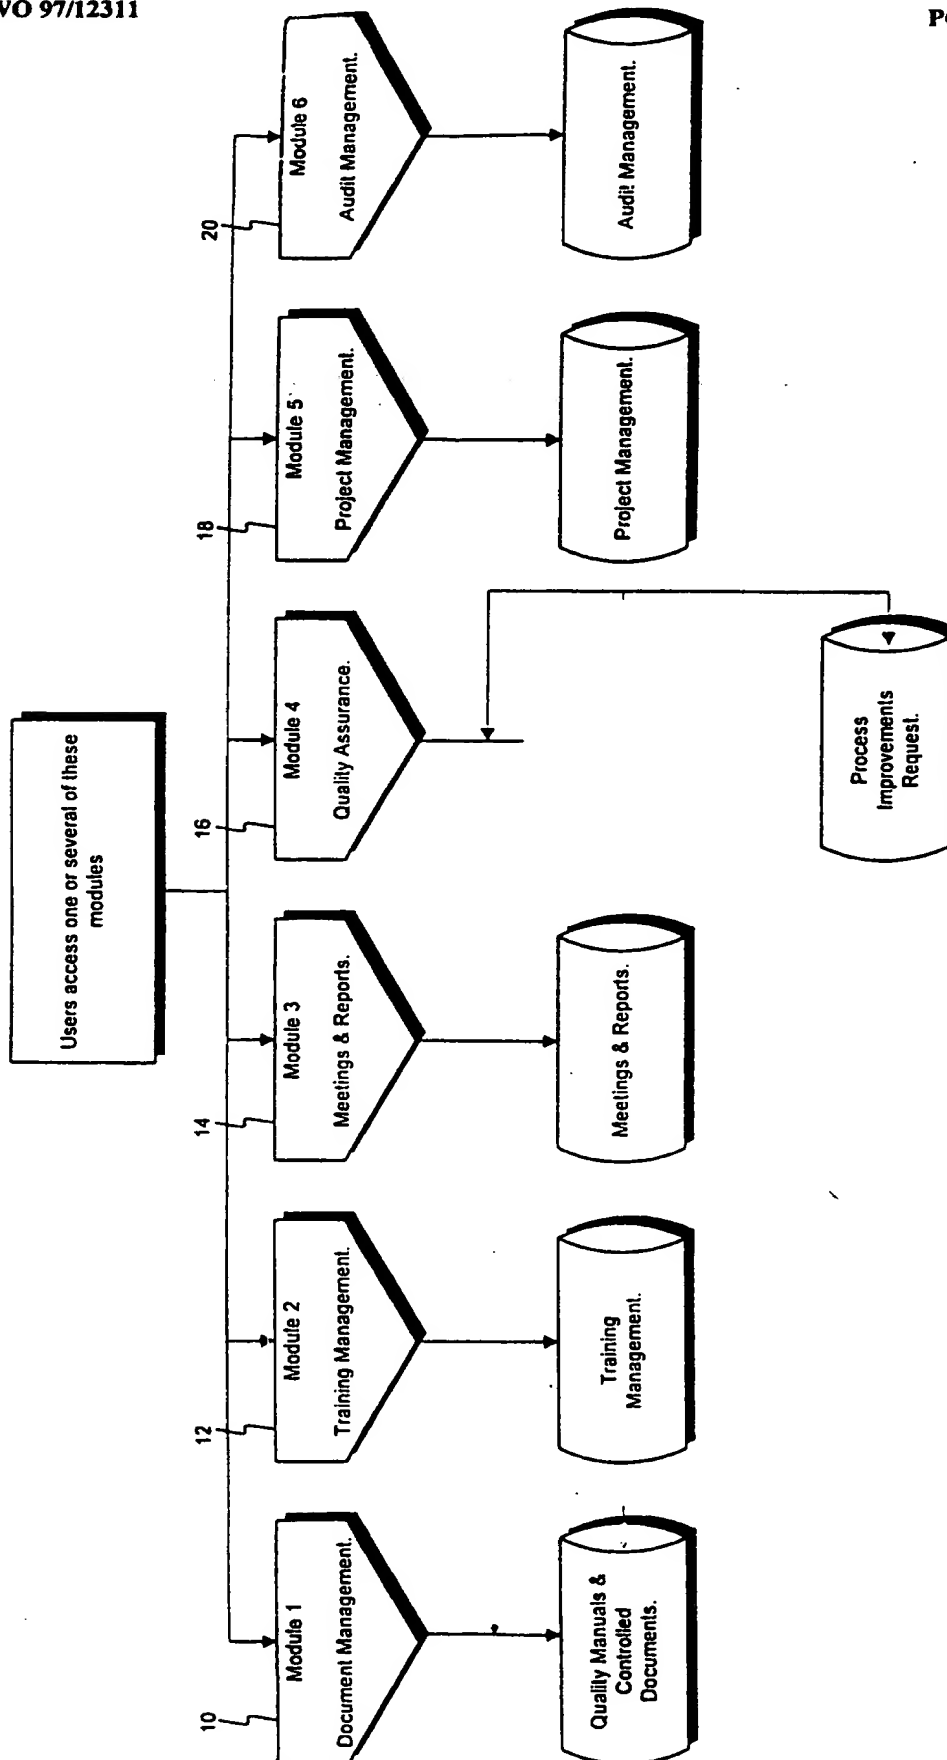 WO 97/12311
Users access one or several of these
modules
10
Module 1
Document Management.
12
Module 2
Training Management.
14
Module 3
Meetings & Reports.
16
Module 4
Quality Assurance.
18
Module 5
Project Management.
20
Module 6
Audit Management.
Quality Manuals &
Controlled
Documents.
Training
Management.
Meetings & Reports.
Process
Improvements
Request.
Project Management.
Audit Management.